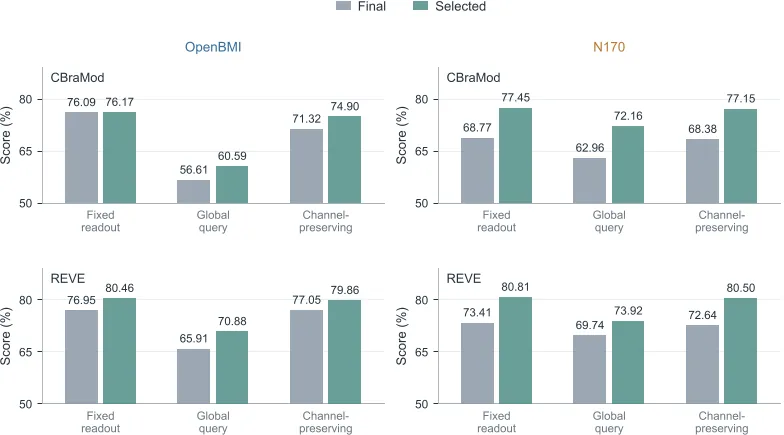 Final Selected
OpenBMI
N170
CBraMod
Score (%)
80
65
50
76.09 76.17
56.61 60.59
71.32 74.90
Fixed
readout
Global
query
Channel-
preserving
CBraMod
Score (%)
80
65
50
68.77 77.45
62.96 72.16
68.38 77.15
Fixed
readout
Global
query
Channel-
preserving
REVE
Score (%)
80
65
50
76.95 80.46
65.91 70.88
77.05 79.86
Fixed
readout
Global
query
Channel-
preserving
REVE
Score (%)
80
65
50
73.41 80.81
69.74 73.92
72.64 80.50
Fixed
readout
Global
query
Channel-
preserving